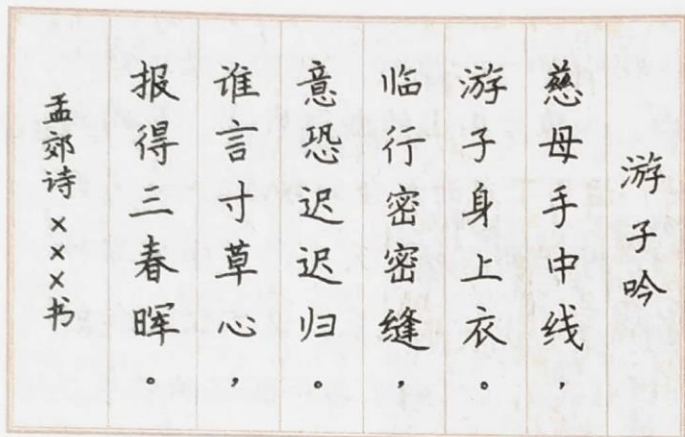 游子吟
慈母手中线，
游子身上衣。
临行密密缝，
意恐迟迟归。
谁言寸草心，
报得三春晖。
孟郊诗×××书